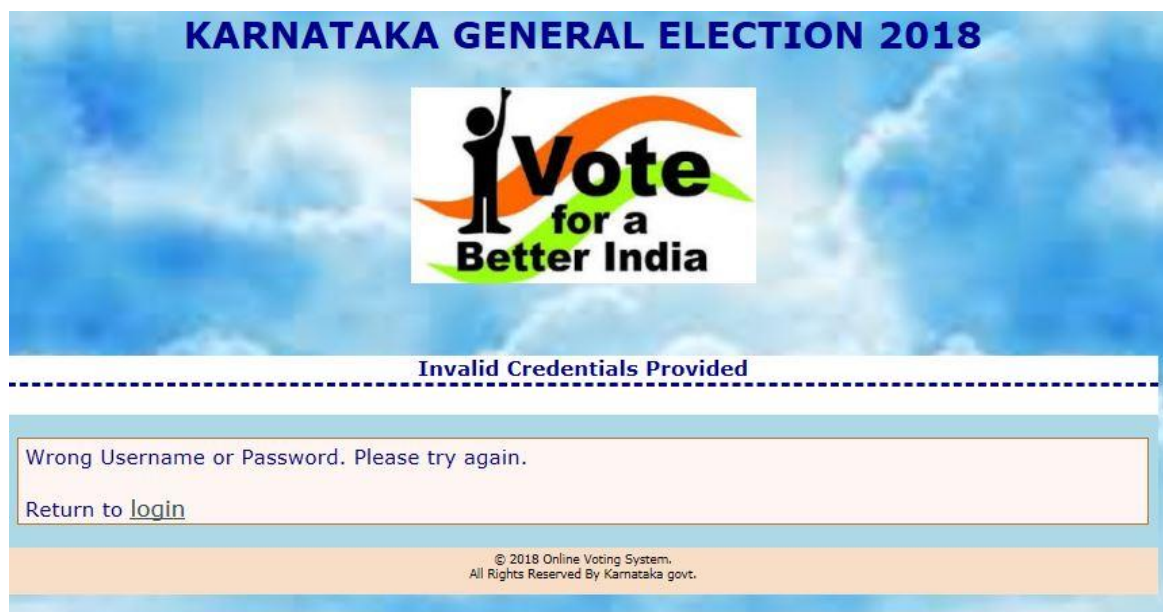 KARNATAKA GENERAL ELECTION 2018
Vote
for a
Better India
Invalid Credentials Provided
Wrong Username or Password. Please try again.
Return to login
© 2018 Online Voting System.
All Rights Reserved By Karnataka govt.